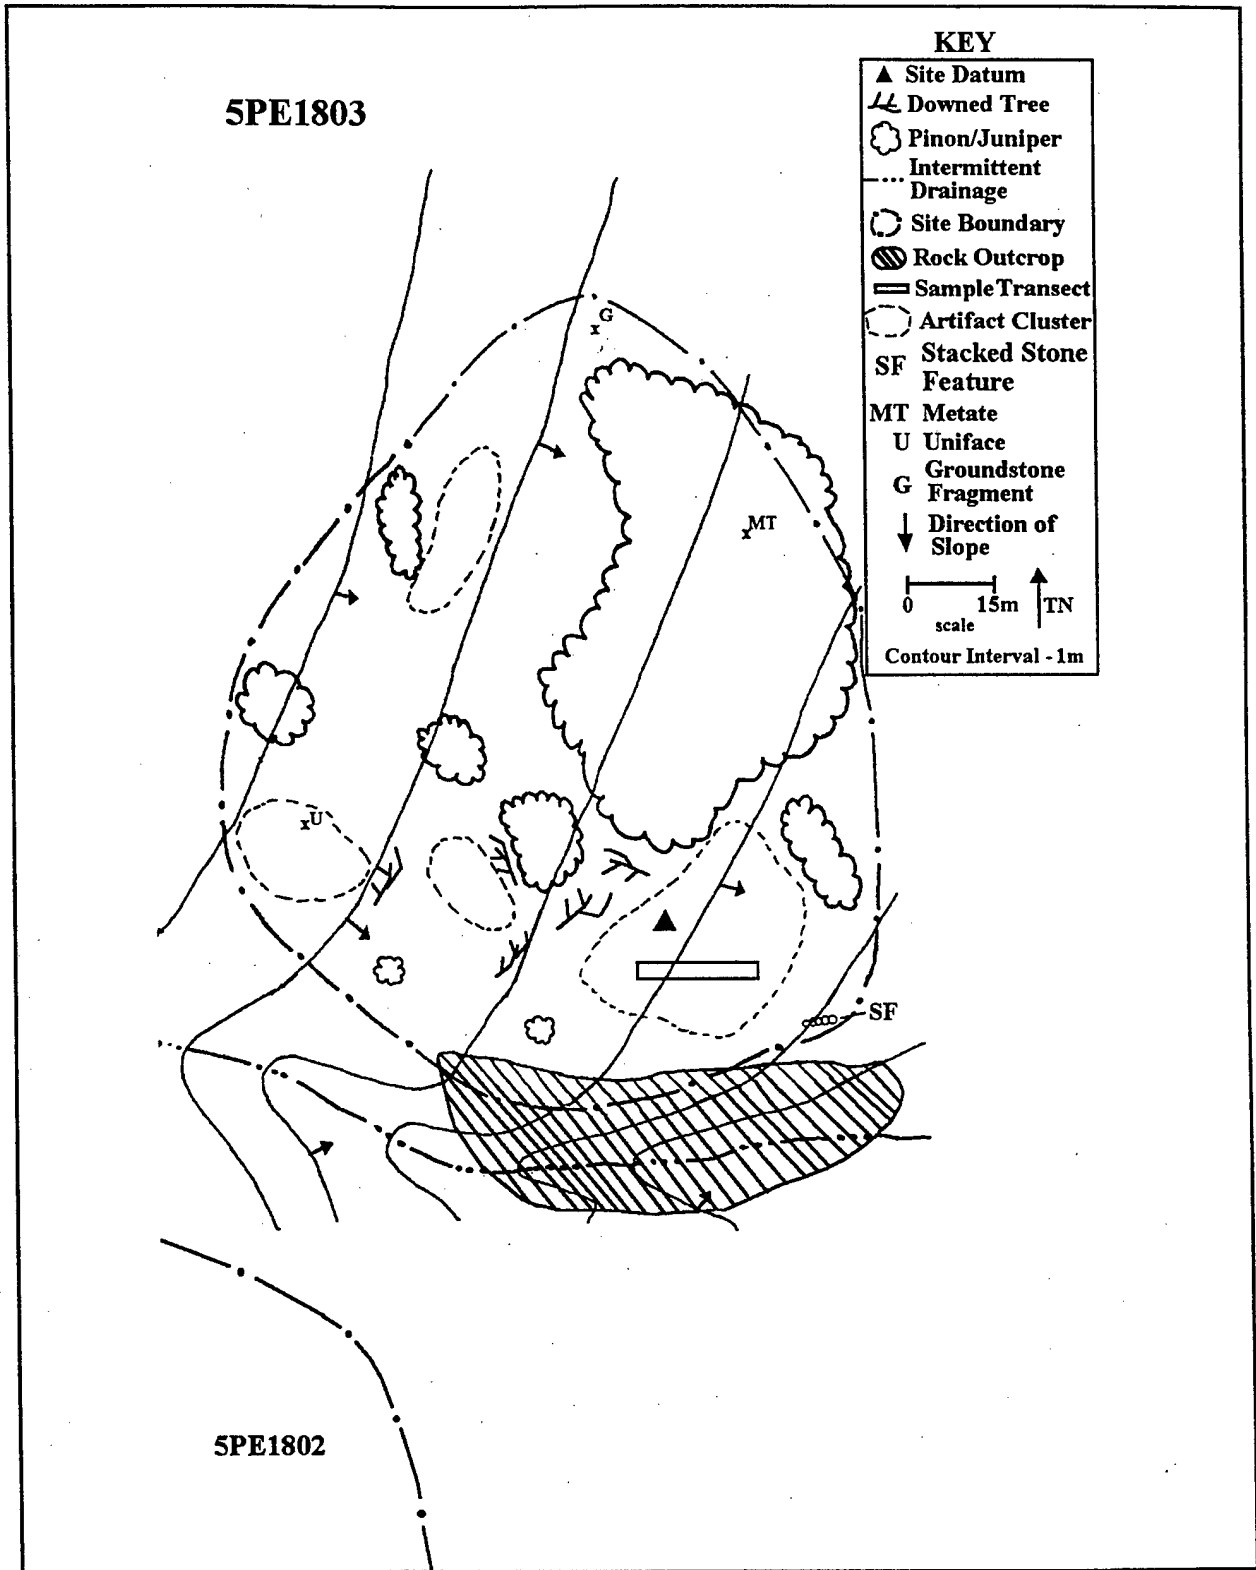 KEY
Site Datum
Downed Tree
Pinon/Juniper
Intermittent
Drainage
Site Boundary
Rock Outcrop
Sample Transect
Artifact Cluster
SF Stacked Stone
Feature
MT Metate
U Uniface
G Groundstone
Fragment
Direction of
Slope
0 15m TN
scale
Contour Interval - 1m
5PE1803
x G
x MT
x U
SF
5PE1802